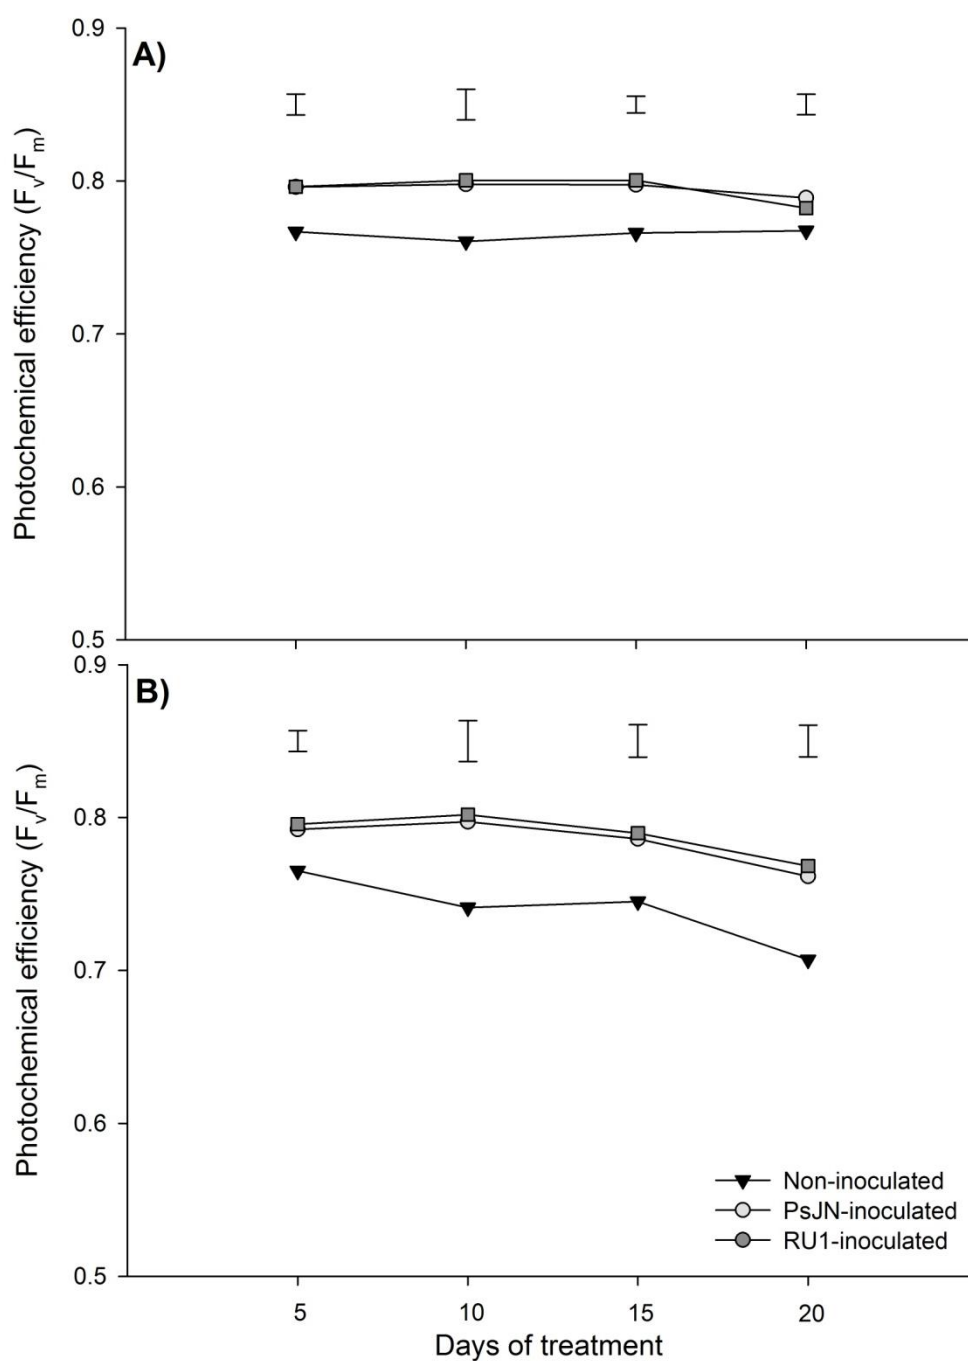 A)
0.9
0.8
0.7
0.6
0.5
Photochemical efficiency (Fv/Fm)
B)
0.9
0.8
0.7
0.6
0.5
Photochemical efficiency (Fv/Fm)
Non-inoculated
PsJN-inoculated
RU1-inoculated
5 10 15 20
Days of treatment